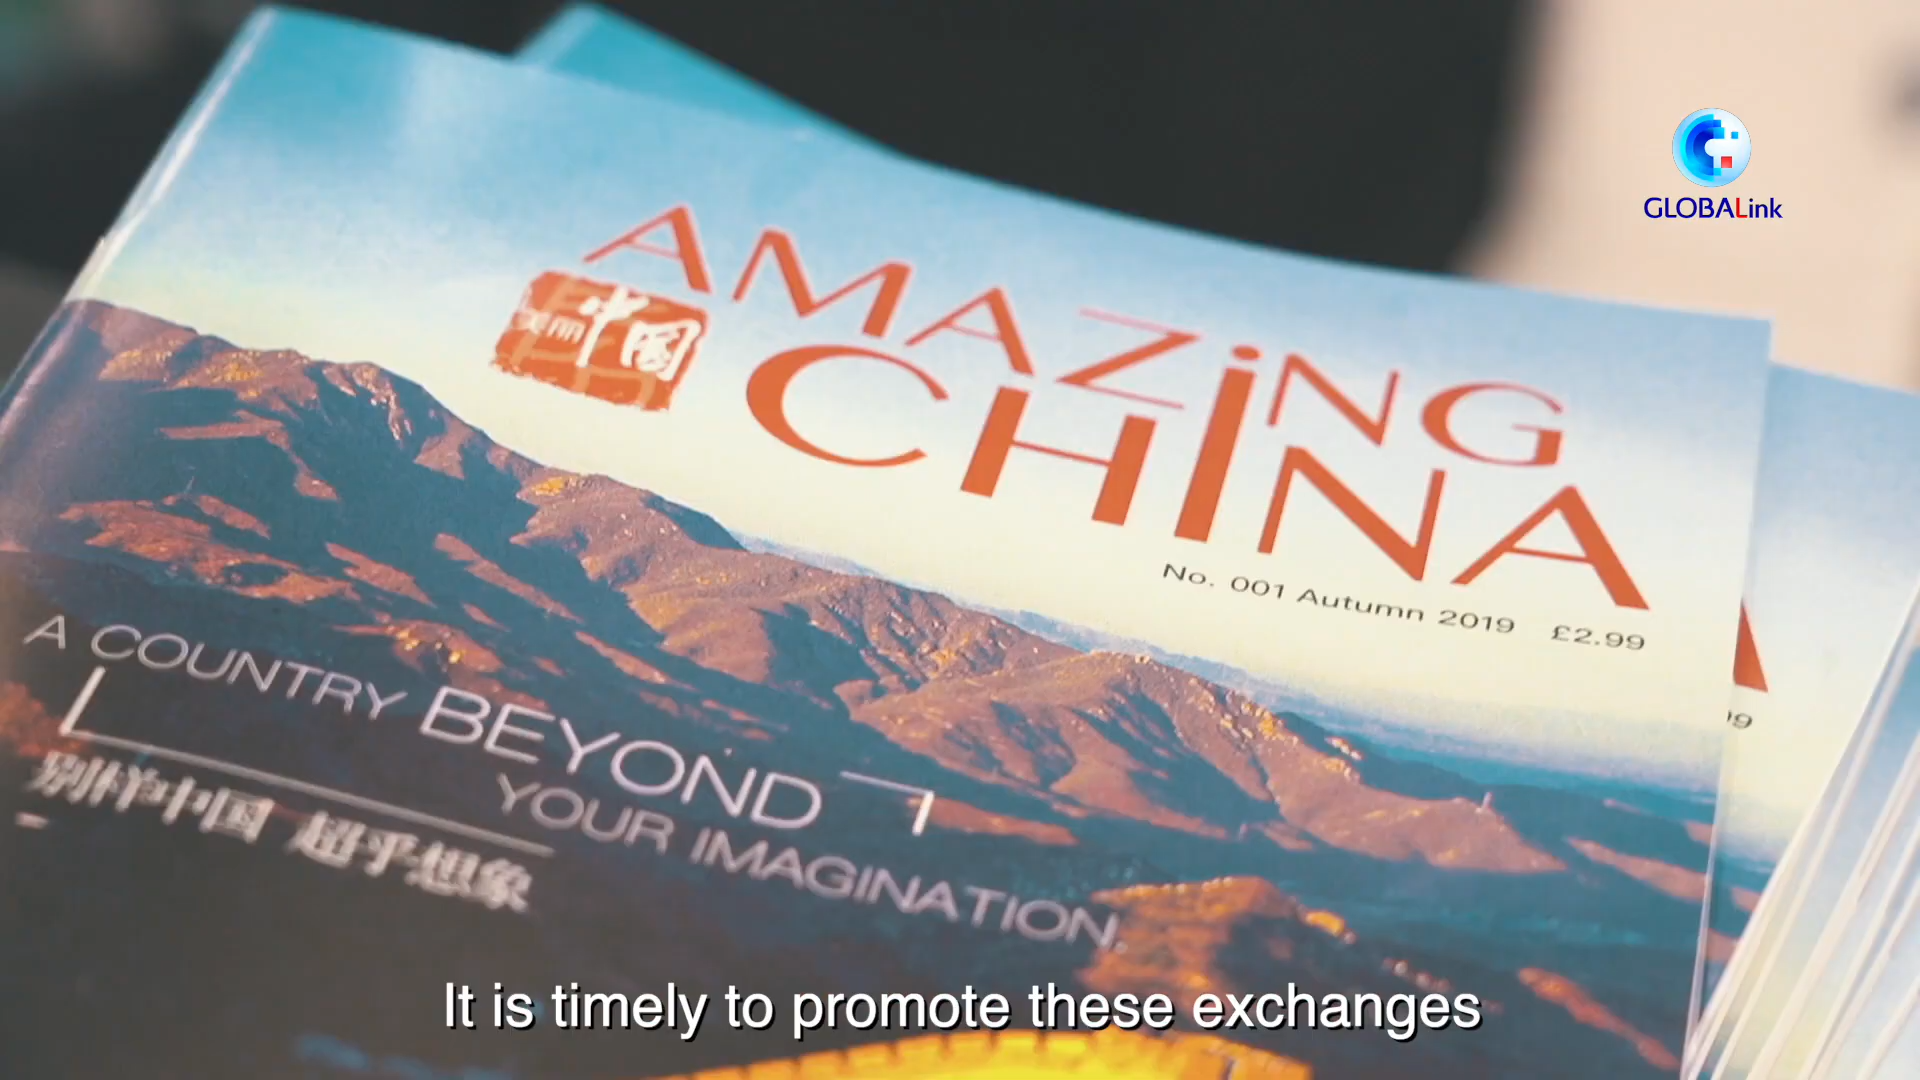 GLOBALink
AMAZiNG
美丽中国
CHINA
No. 001 Autumn 2019 £2.99
99
A COUNTRY BEYOND
YOUR IMAGINATION.
别样中国 超乎想象
It is timely to promote these exchanges